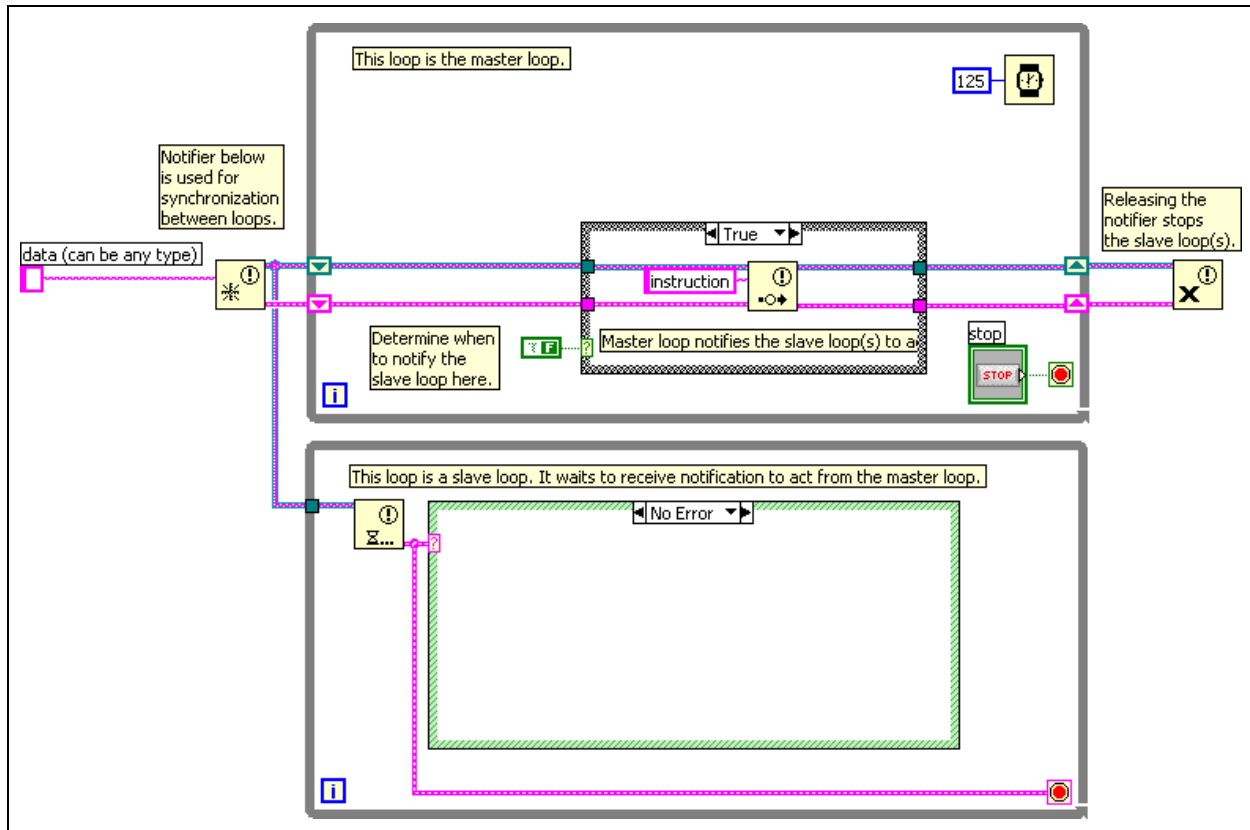 This loop is the master loop.
125
Notifier below
is used for
synchronization
between loops.
Releasing the
notifier stops
the slave loop(s).
True
data (can be any type)
instruction
Determine when
to notify the
slave loop here.
F
?
Master loop notifies the slave loop(s) to a
stop
STOP
i
This loop is a slave loop. It waits to receive notification to act from the master loop.
No Error
?
i